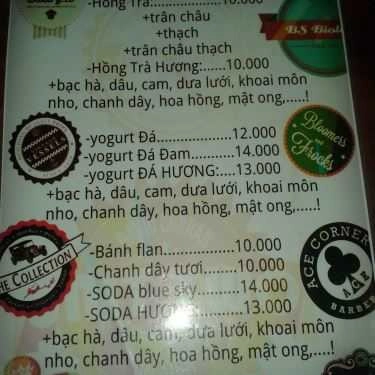 -Hồng Trà:...................10.000
+trân châu
+thạch
+trân châu thạch
-Hồng Trà Hương:......10.000
+bạc hà, dâu, cam, dưa lưới, khoai môn
nho, chanh dây, hoa hồng, mật ong,.....!
VESSEL
-yogurt Đá...............12.000
-yogurt Đá Đam.........14.000
-yogurt ĐÁ HƯƠNG:....13.000
+bạc hà, dâu, cam, dưa lưới, khoai môn
nho, chanh dây, hoa hồng, mật ong,.....!
Bloomers
and
Frocks
-Bánh flan....................10.000
-Chanh dây tươi.......10.000
-SODA blue sky.........14.000
-SODA HƯƠNG:........13.000
+bạc hà, dâu, cam, dưa lưới, khoai môn
nho, chanh dây, hoa hồng, mật ong,....!
THE COLLECTION
ACE CORNER
ACE
BARBER